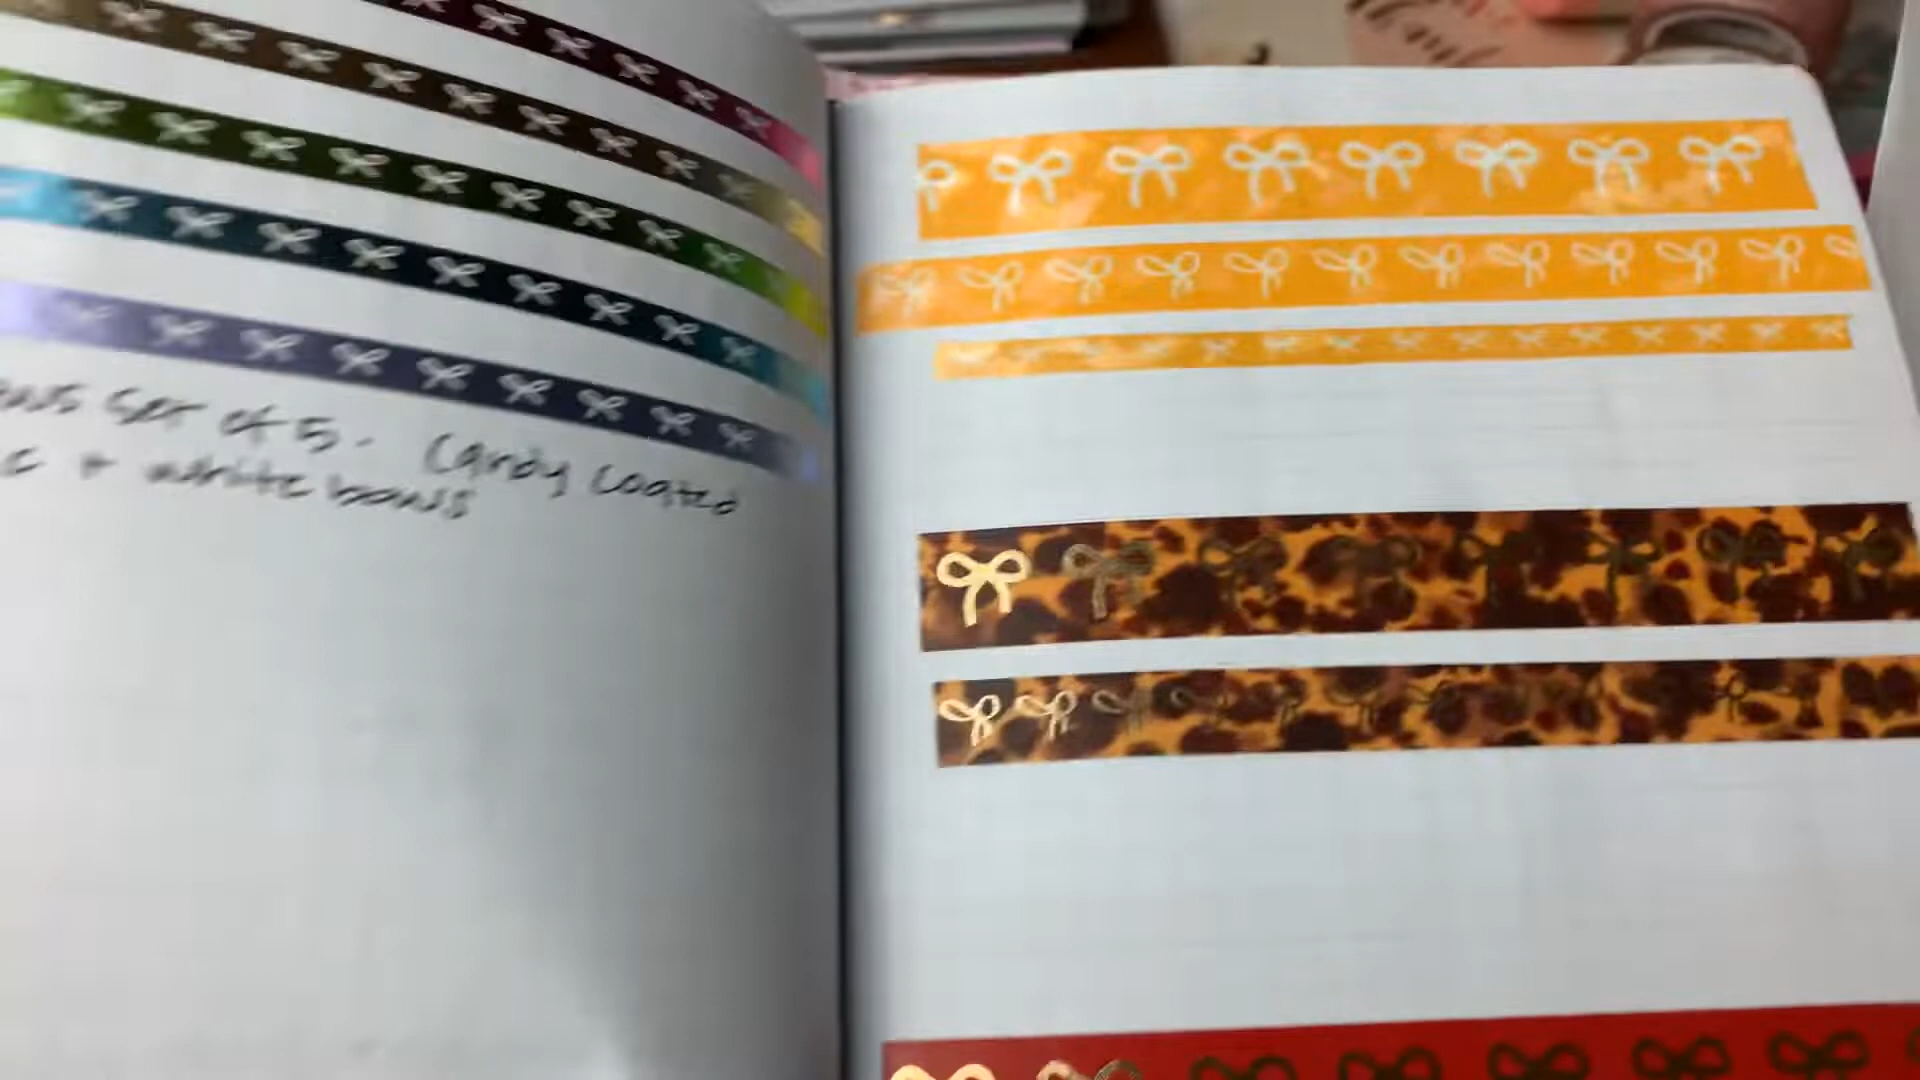 Set of 5. Candy coated
c + white bows